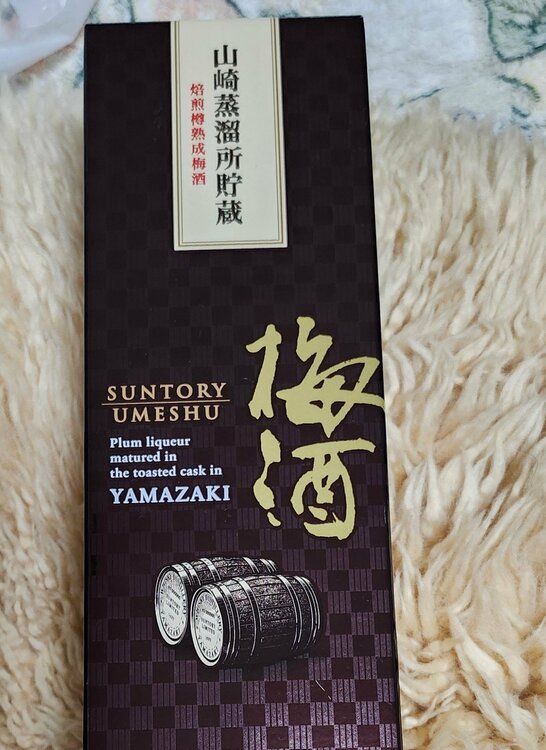 山崎蒸溜所貯蔵
焙煎樽熟成梅酒
梅酒
SUNTORY
UMESHU
Plum liqueur
matured in
the toasted cask in
YAMAZAKI